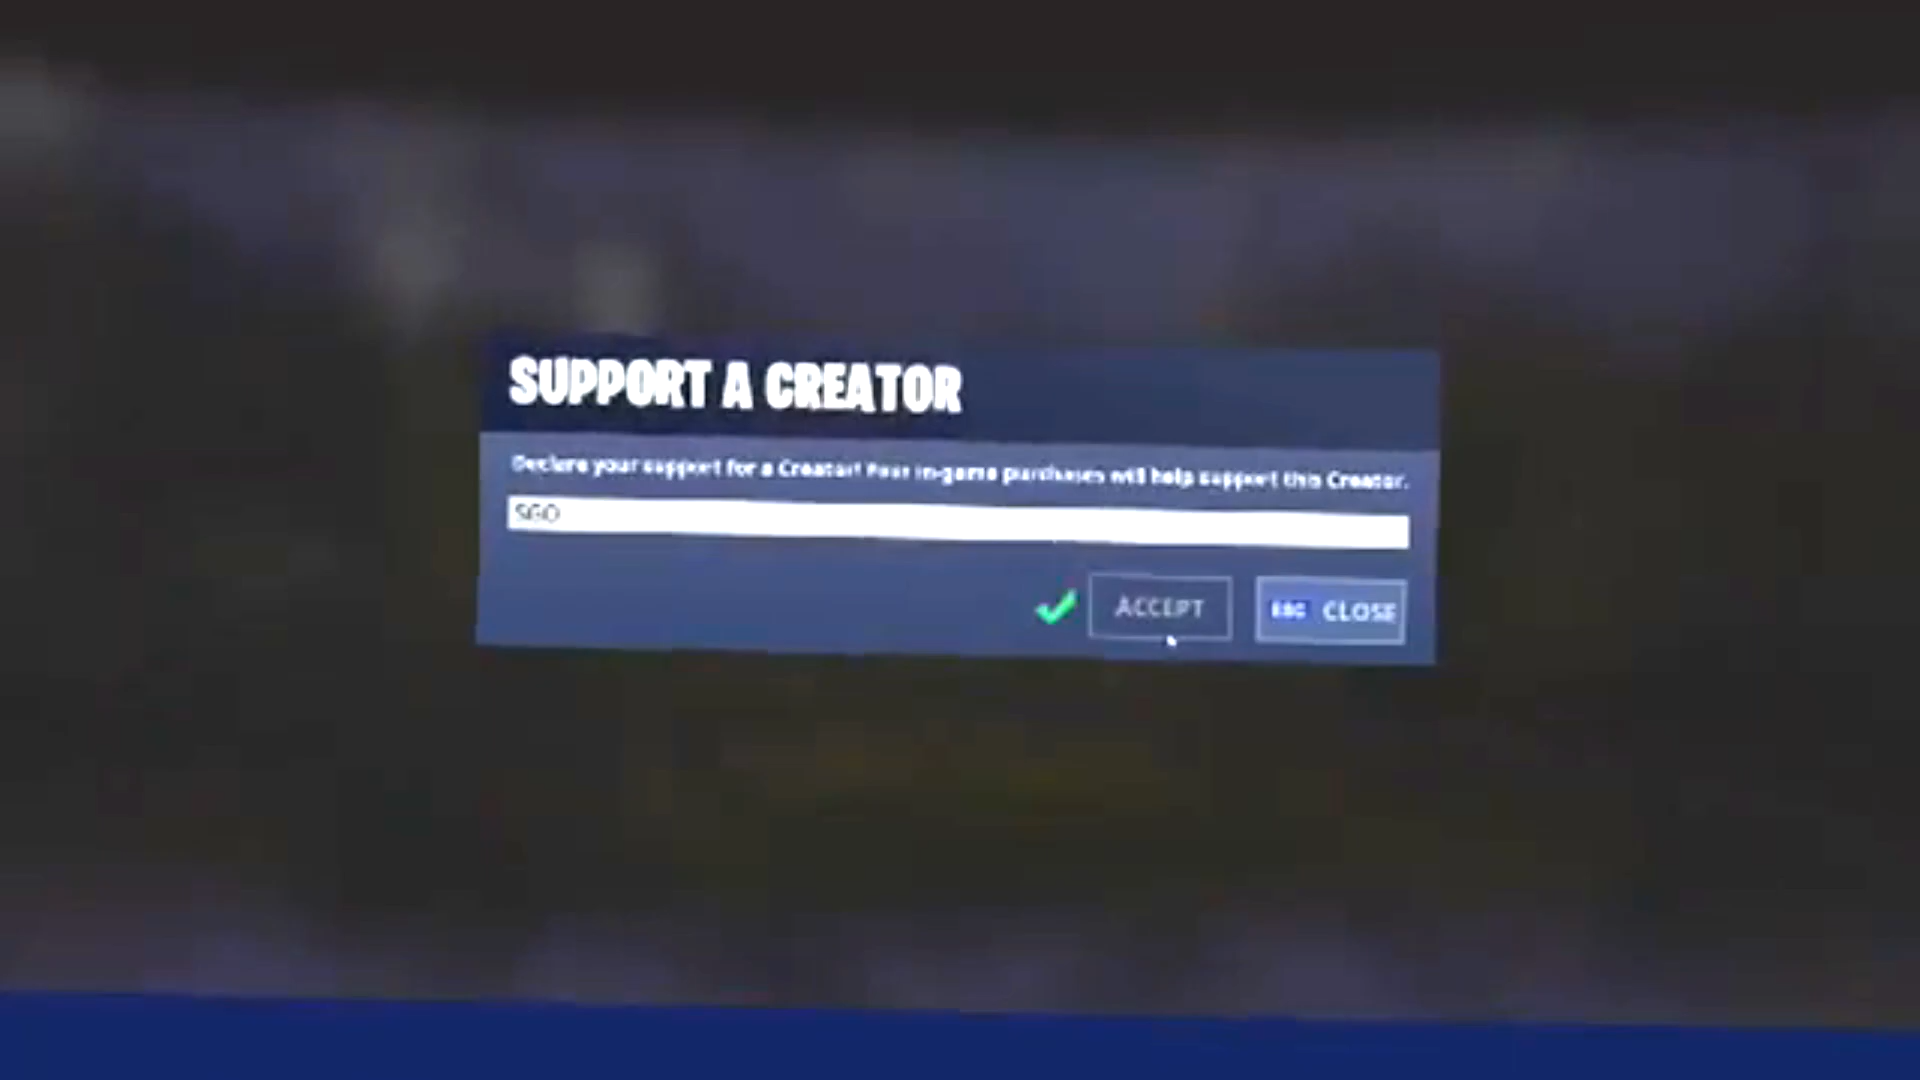 SUPPORT A CREATOR
Declare your support for a Creator! Your in-game purchases will help support this Creator.
SGO
ACCEPT
ESC CLOSE